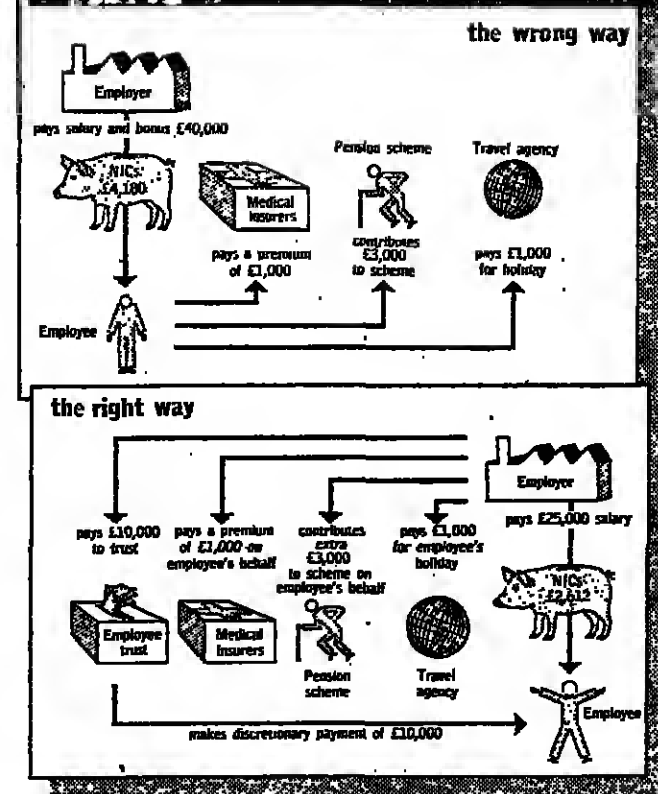 the wrong way
Employer
pays salary and bonus £40,000
NICs
£4,180
Medical
Insurers
pays a premium
of £1,000
Pension scheme
contributes
£3,000
to scheme
Travel agency
pays £1,000
for holiday
Employee
the right way
Employer
pays £25,000 salary
pays £10,000
to trust
pays a premium
of £1,000 on
employee's behalf
contributes
extra
£3,000
to scheme on
employee's behalf
pays £1,000
for employee's
holiday
NICs
£2,612
Employee
trust
Medical
Insurers
Pension
scheme
Travel
agency
Employee
makes discretionary payment of £10,000